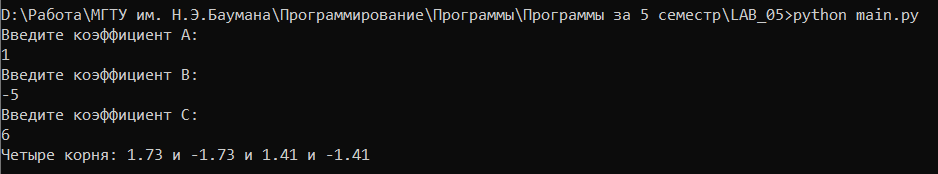 D:\Работа\МГТУ им. Н.Э.Баумана\Программирование\Программы\Программы за 5 семестр\LAB_05>python main.py
Введите коэффициент A:
1
Введите коэффициент B:
-5
Введите коэффициент C:
6
Четыре корня: 1.73 и -1.73 и 1.41 и -1.41